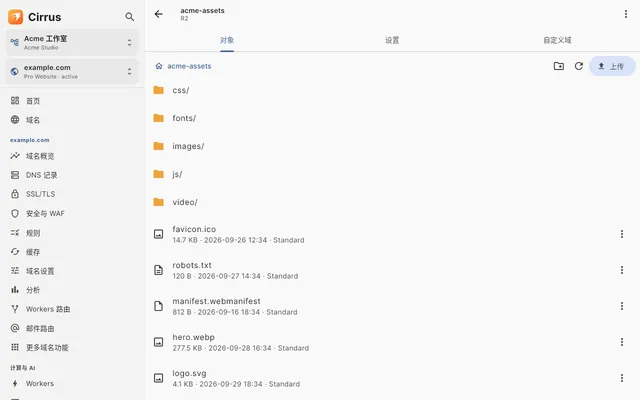 Cirrus
Acme 工作室
Acme Studio
example.com
Pro Website · active
首页
域名
example.com
域名概览
DNS 记录
SSL/TLS
安全与 WAF
规则
缓存
域名设置
分析
Workers 路由
邮件路由
更多域名功能
计算与 AI
Workers
acme-assets
R2
对象
设置
自定义域
acme-assets
上传
css/
fonts/
images/
js/
video/
favicon.ico
14.7 KB · 2026-09-26 12:34 · Standard
robots.txt
120 B · 2026-09-27 14:34 · Standard
manifest.webmanifest
812 B · 2026-09-16 18:34 · Standard
hero.webp
277.5 KB · 2026-09-28 16:34 · Standard
logo.svg
4.1 KB · 2026-09-29 18:34 · Standard